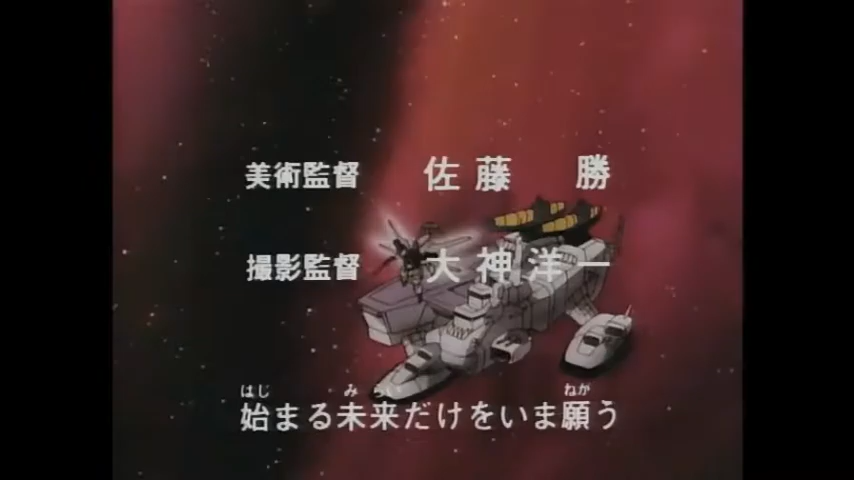 美術監督 佐藤 勝
撮影監督 大神洋一
はじ みらい ねが
始まる未来だけをいま願う